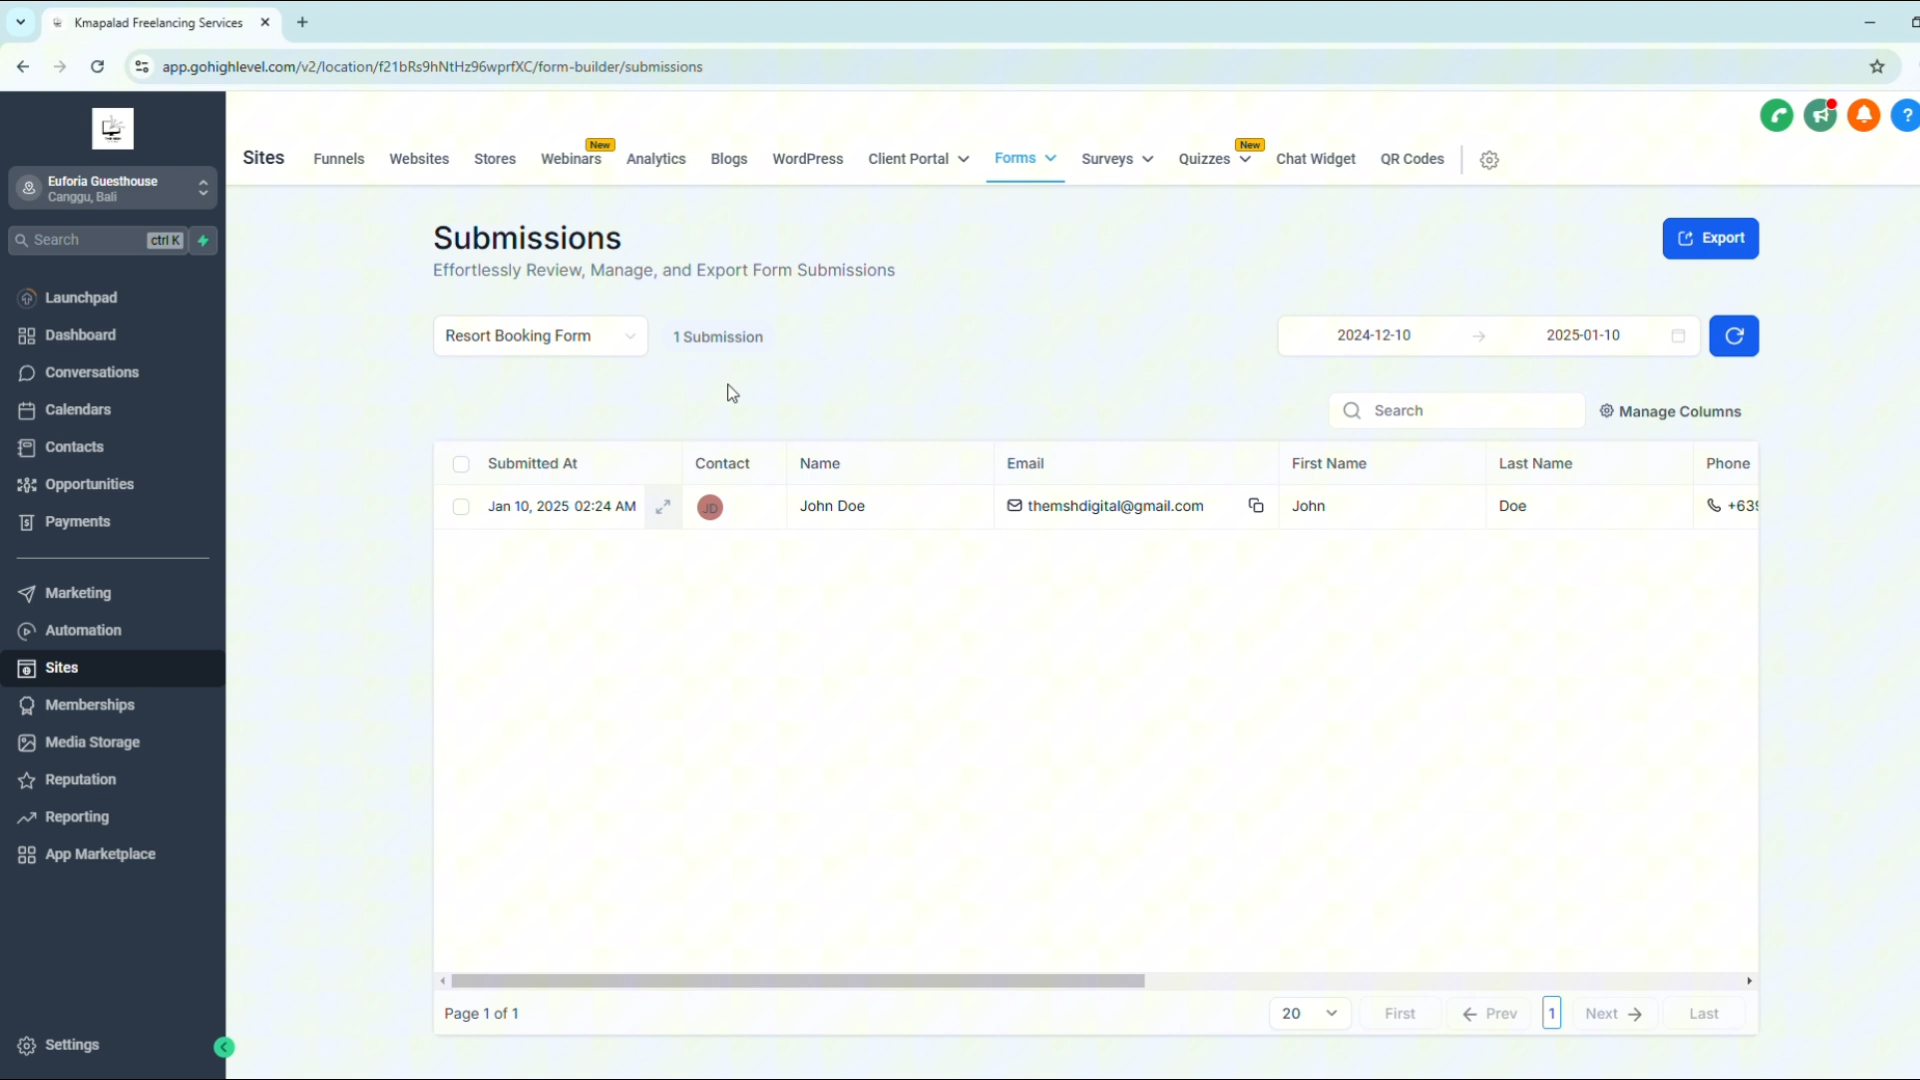 Kmapalad Freelancing Services
app.gohighlevel.com/v2/location/f21bRs9hNtHz96wprfXC/form-builder/submissions
Euforia Guesthouse
Canggu, Bali
Search ctrl K
Launchpad
Dashboard
Conversations
Calendars
Contacts
Opportunities
Payments
Marketing
Automation
Sites
Memberships
Media Storage
Reputation
Reporting
App Marketplace
Settings
New New
Sites Funnels Websites Stores Webinars Analytics Blogs WordPress Client Portal Forms Surveys Quizzes Chat Widget QR Codes
Submissions
Effortlessly Review, Manage, and Export Form Submissions
Export
Resort Booking Form 1 Submission 2024-12-10 2025-01-10
Search Manage Columns
Submitted At Contact Name Email First Name Last Name Phone
Jan 10, 2025 02:24 AM JD John Doe themshdigital@gmail.com John Doe +639
Page 1 of 1 20 First Prev 1 Next Last